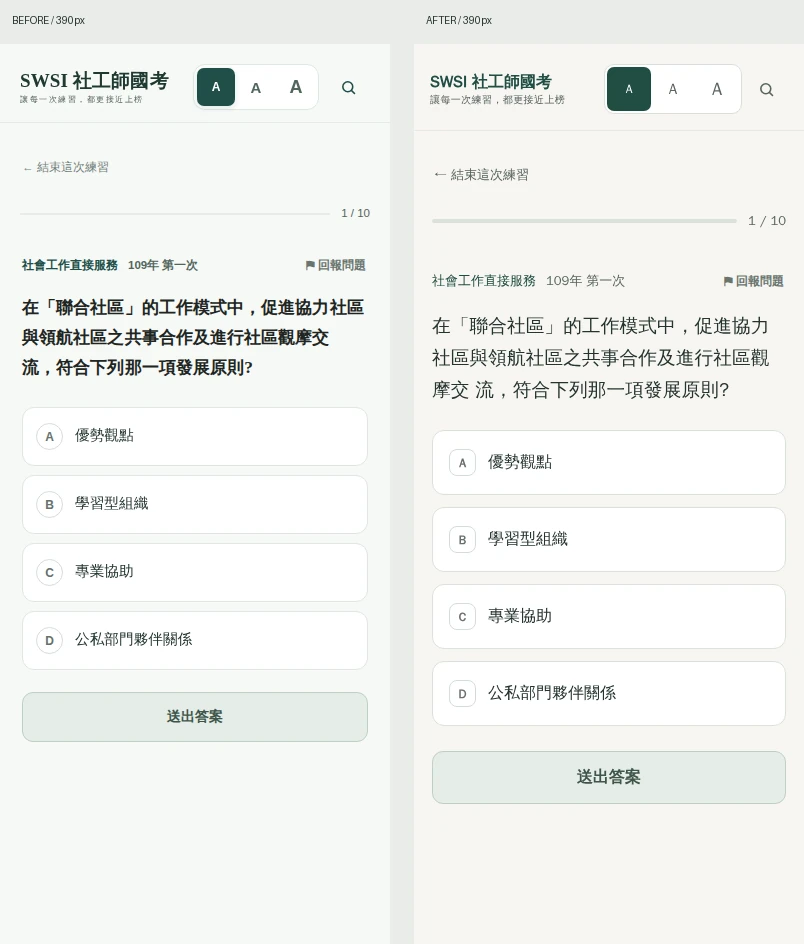 BEFORE / 390px
SWSI 社工師國考
讓每一次練習，都更接近上榜
A A A
← 結束這次練習
1 / 10
社會工作直接服務 109年 第一次 回報問題
在「聯合社區」的工作模式中，促進協力社區
與領航社區之共事合作及進行社區觀摩交
流，符合下列那一項發展原則?
A 優勢觀點
B 學習型組織
C 專業協助
D 公私部門夥伴關係
送出答案
AFTER / 390px
SWSI 社工師國考
讓每一次練習，都更接近上榜
A A A
← 結束這次練習
1 / 10
社會工作直接服務 109年 第一次 回報問題
在「聯合社區」的工作模式中，促進協力
社區與領航社區之共事合作及進行社區觀
摩交 流，符合下列那一項發展原則?
A 優勢觀點
B 學習型組織
C 專業協助
D 公私部門夥伴關係
送出答案